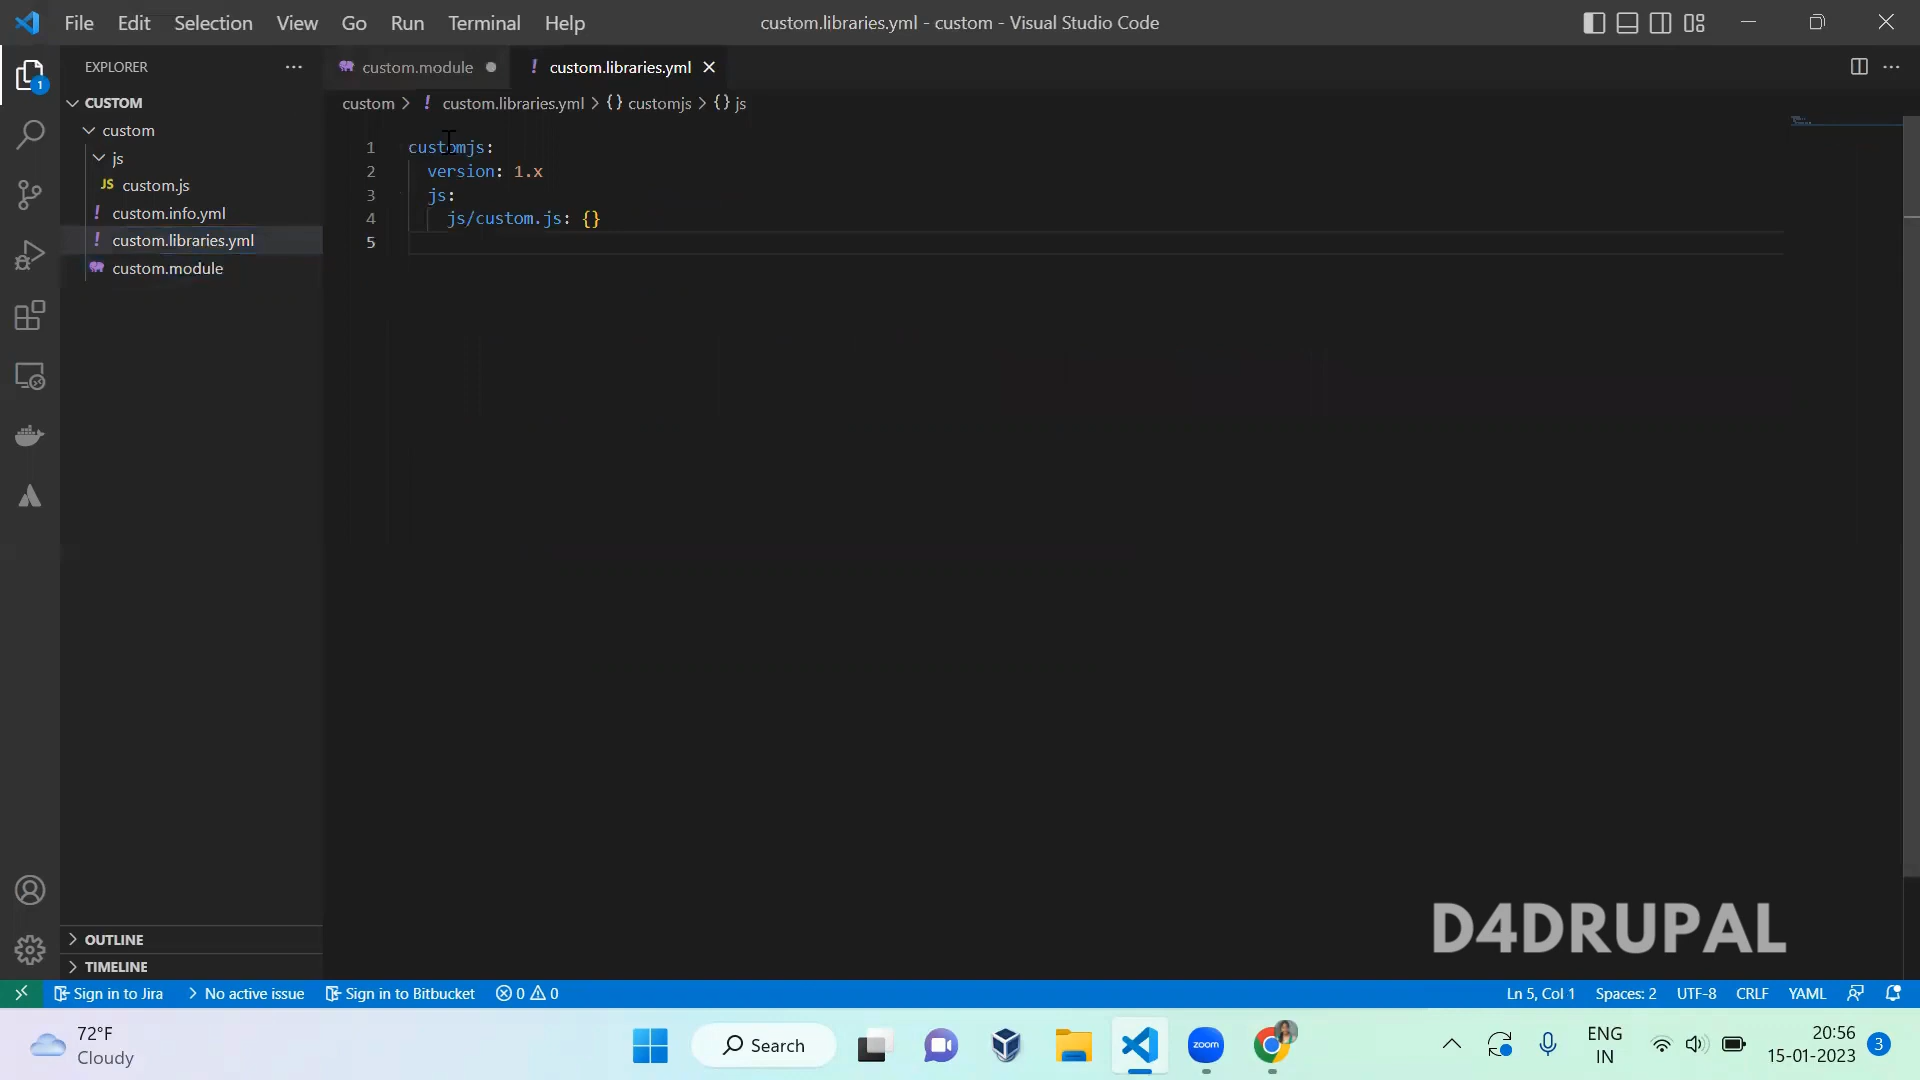 File Edit Selection View Go Run Terminal Help custom.libraries.yml - custom - Visual Studio Code
1
EXPLORER
custom.module custom.libraries.yml
CUSTOM
custom > ! custom.libraries.yml > {} customjs > {} js
custom
js
JS custom.js
! custom.info.yml
! custom.libraries.yml
custom.module
1 customjs:
2 version: 1.x
3 js:
4 js/custom.js: {}
5
OUTLINE
TIMELINE
D4DRUPAL
Sign in to Jira > No active issue Sign in to Bitbucket 0 0 Ln 5, Col 1 Spaces: 2 UTF-8 CRLF YAML
72°F
Cloudy
Search
zoom
ENG
IN
20:56
15-01-2023
3